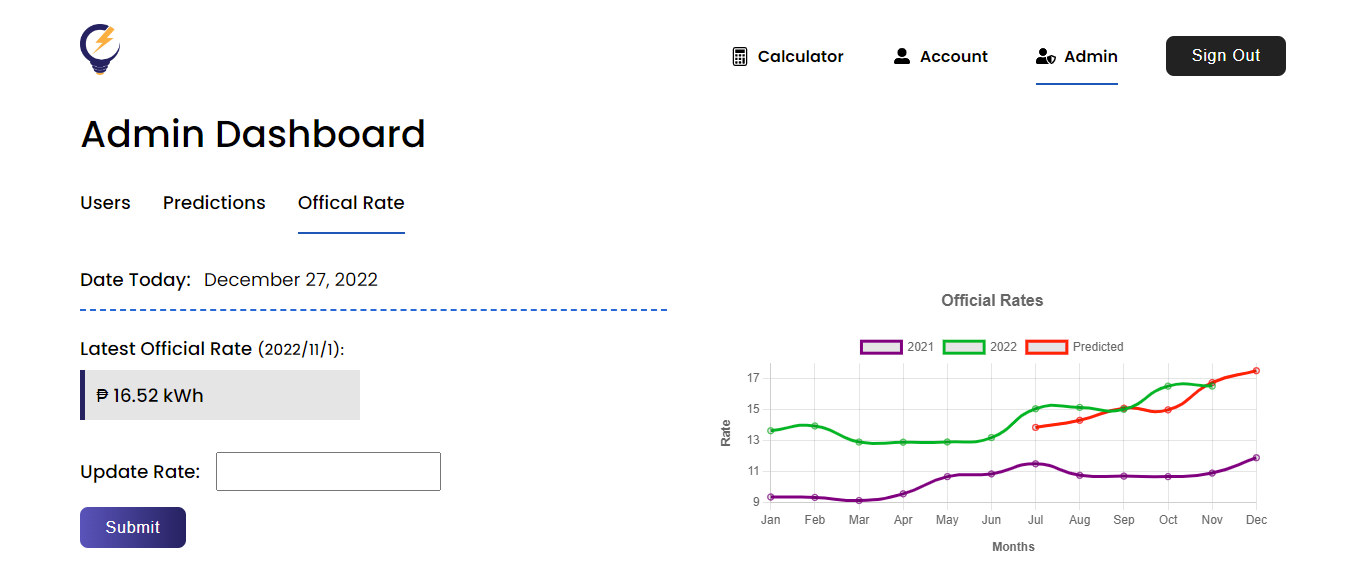 Calculator
Account
Admin
Sign Out
Admin Dashboard
Users
Predictions
Offical Rate
Date Today: December 27, 2022
Latest Official Rate (2022/11/1):
₱ 16.52 kWh
Update Rate:
Submit
Official Rates
2021
2022
Predicted
17
15
13
11
9
Rate
Jan Feb Mar Apr May Jun Jul Aug Sep Oct Nov Dec
Months